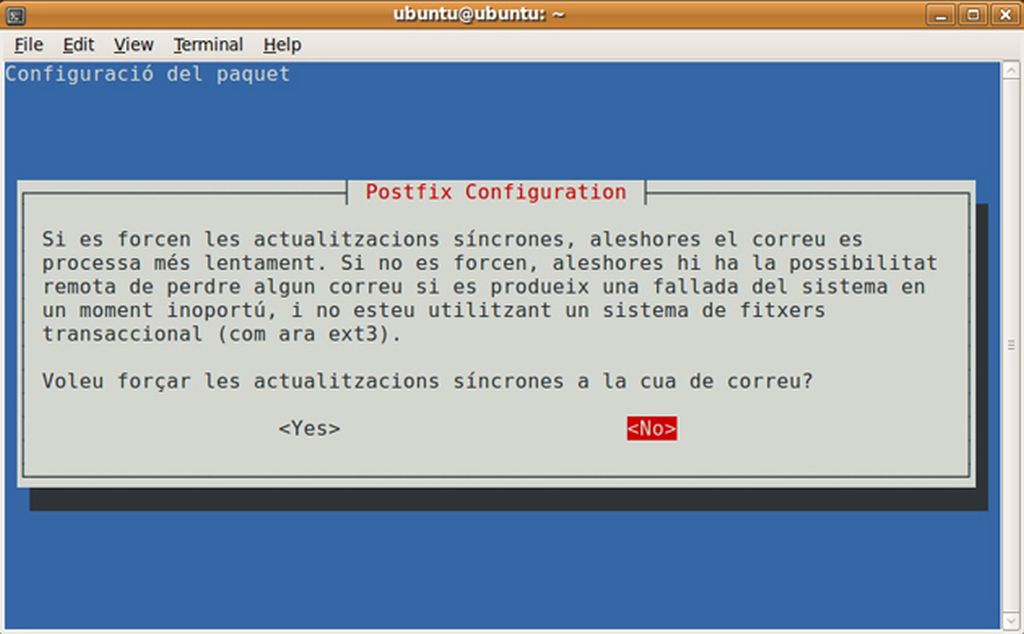 ubuntu@ubuntu: ~
File Edit View Terminal Help
Configuració del paquet
Postfix Configuration
Si es forcen les actualitzacions síncrones, aleshores el correu es
processa més lentament. Si no es forcen, aleshores hi ha la possibilitat
remota de perdre algun correu si es produeix una fallada del sistema en
un moment inoportú, i no esteu utilitzant un sistema de fitxers
transaccional (com ara ext3).
Voleu forçar les actualitzacions síncrones a la cua de correu?
<Yes> <No>